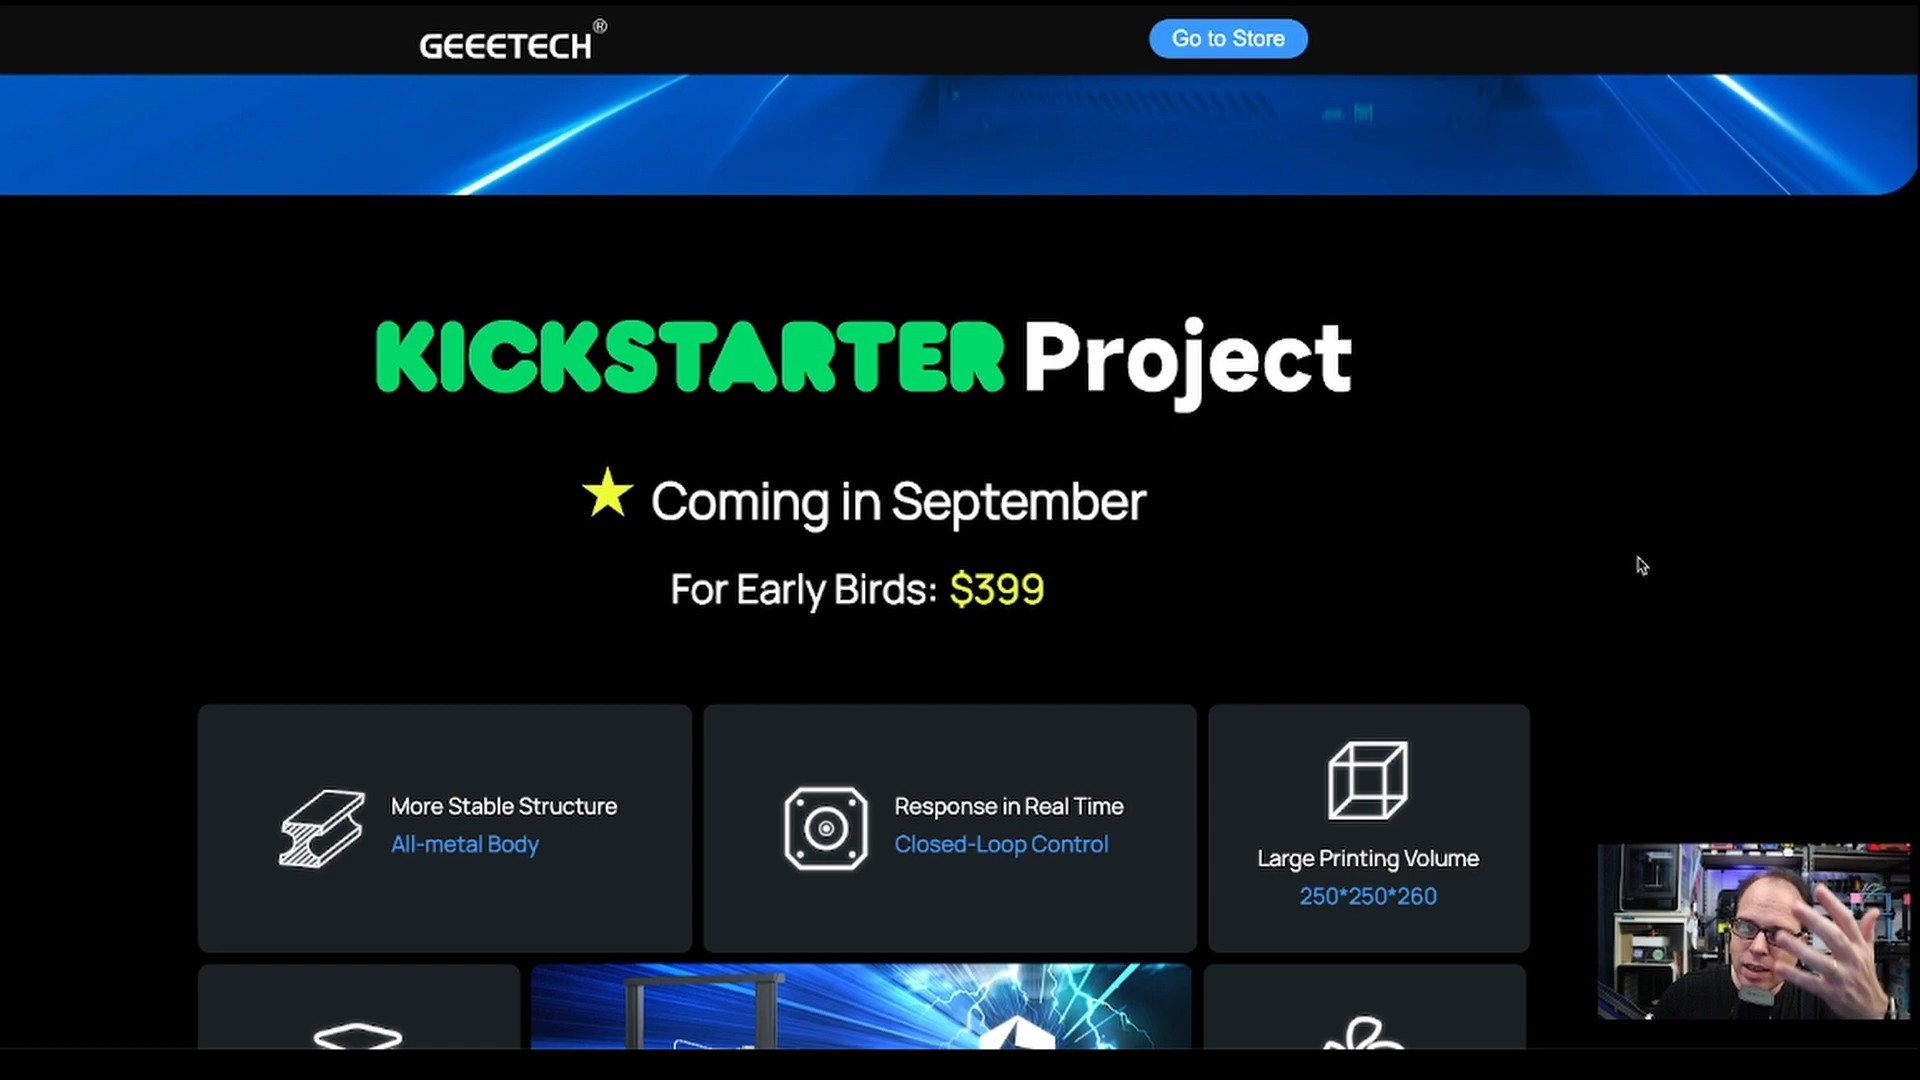 GEEETECH®
Go to Store
KICKSTARTER Project
Coming in September
For Early Birds: $399
More Stable Structure
All-metal Body
Response in Real Time
Closed-Loop Control
Large Printing Volume
250*250*260